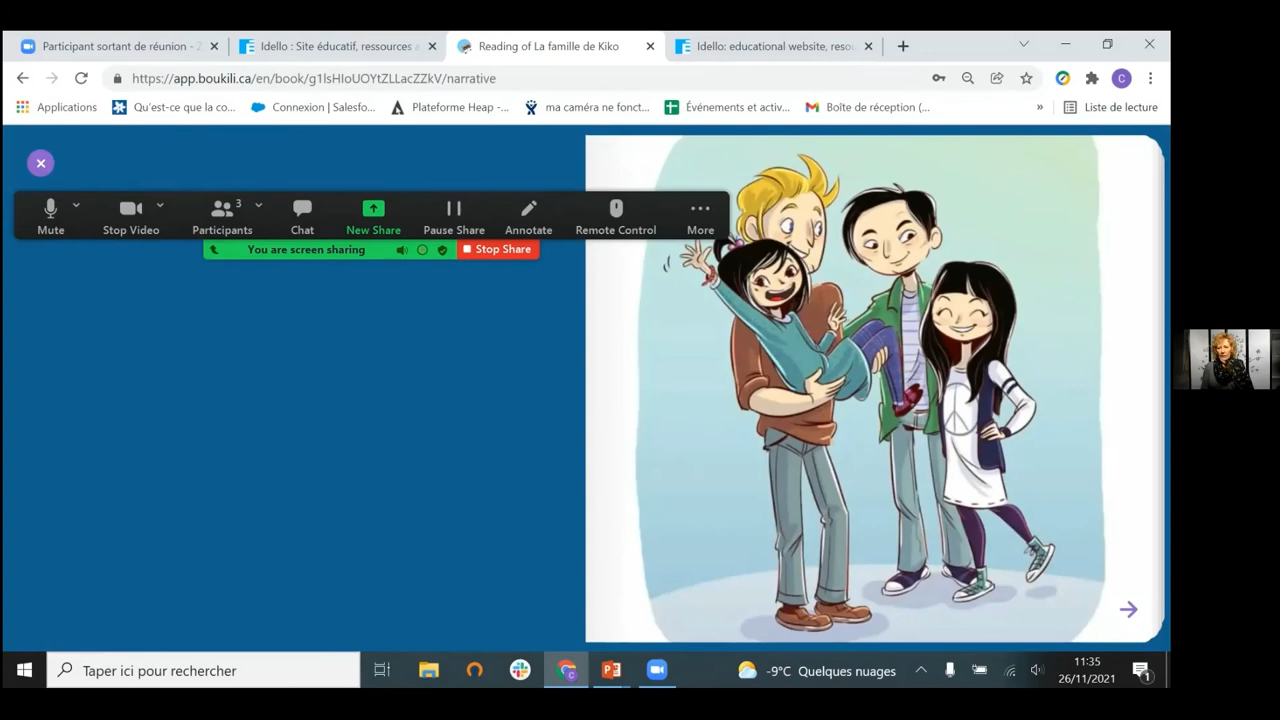 Participant sortant de réunion - Z
Idello : Site éducatif, ressources a
Reading of La famille de Kiko
Idello: educational website, resou
https://app.boukili.ca/en/book/g1lsHIoUOYtZLLacZZkV/narrative
C
Applications
Qu'est-ce que la co...
Connexion | Salesfo...
Plateforme Heap -...
ma caméra ne fonct...
Événements et activ...
Boîte de réception (...
»
Liste de lecture
3
Mute
Stop Video
Participants
Chat
New Share
Pause Share
Annotate
Remote Control
More
You are screen sharing
Stop Share
Taper ici pour rechercher
-9°C Quelques nuages
11:35
26/11/2021
1